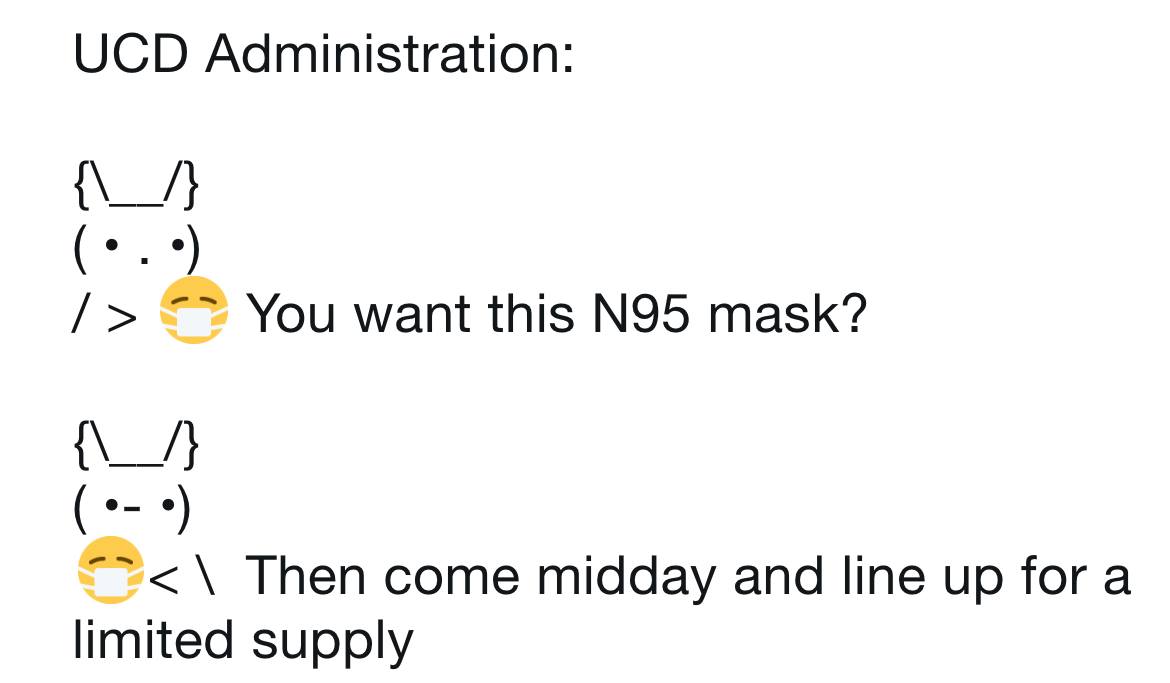 UCD Administration:
{\__/}
( • . •)
/ > 😷 You want this N95 mask?
{\__/}
( •- •)
😷< \ Then come midday and line up for a
limited supply